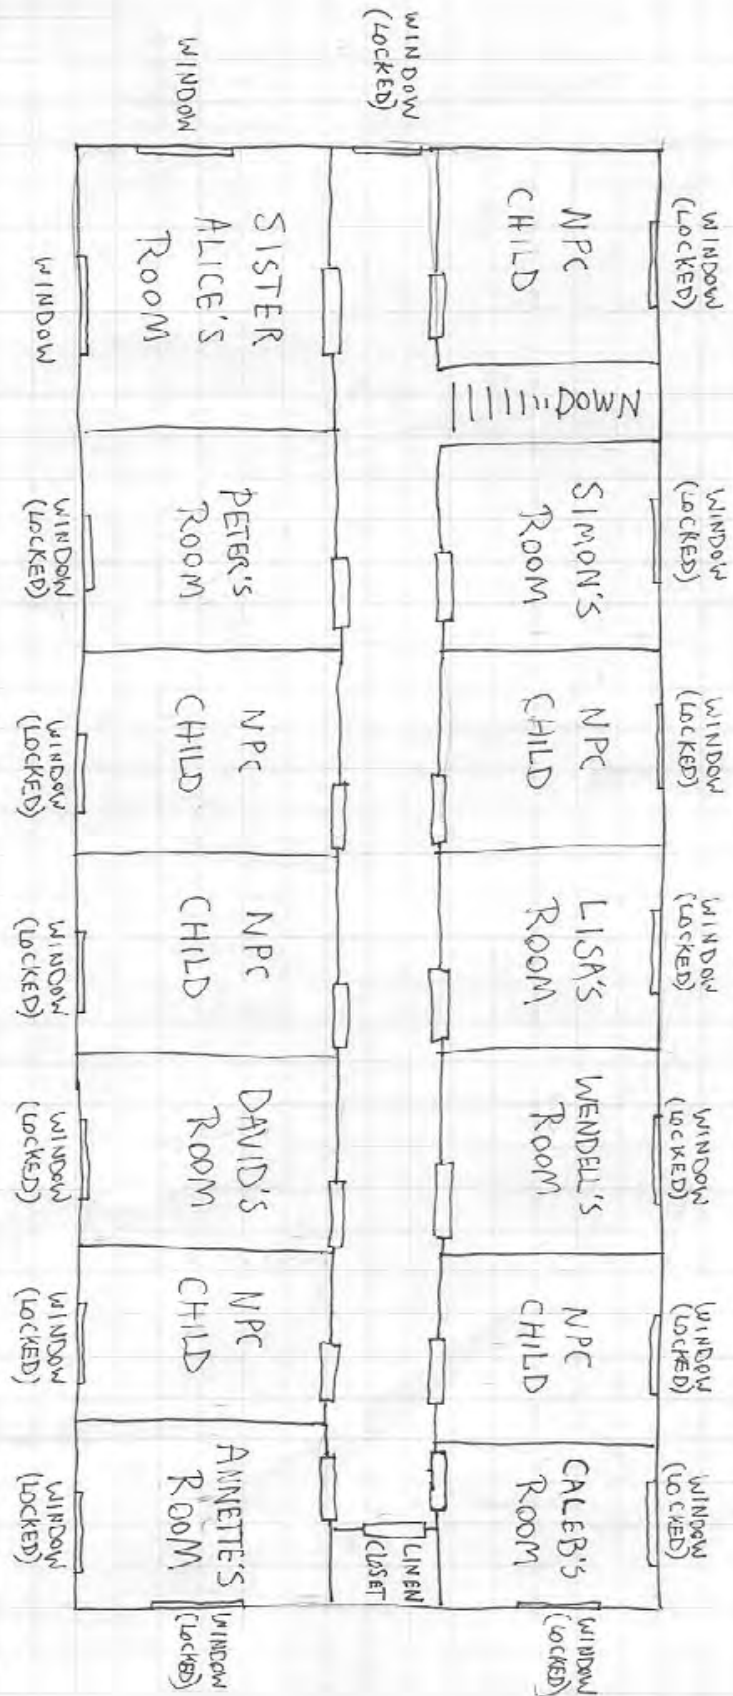 WINDOW
(LOCKED)
WINDOW
(LOCKED)
WINDOW
(LOCKED)
WINDOW
(LOCKED)
WINDOW
(LOCKED)
WINDOW
(LOCKED)
WINDOW
(LOCKED)
NPC
CHILD
DOWN
SIMON'S
ROOM
NPC
CHILD
LISA'S
ROOM
WENDELL'S
ROOM
NPC
CHILD
CALEB'S
ROOM
WINDOW
(LOCKED)
WINDOW
(LOCKED)
LINEN
CLOSET
WINDOW
SISTER
ALICE'S
ROOM
PETER'S
ROOM
NPC
CHILD
NPC
CHILD
DAVID'S
ROOM
NPC
CHILD
ANNETTE'S
ROOM
WINDOW
(LOCKED)
WINDOW
WINDOW
(LOCKED)
WINDOW
(LOCKED)
WINDOW
(LOCKED)
WINDOW
(LOCKED)
WINDOW
(LOCKED)
WINDOW
(LOCKED)